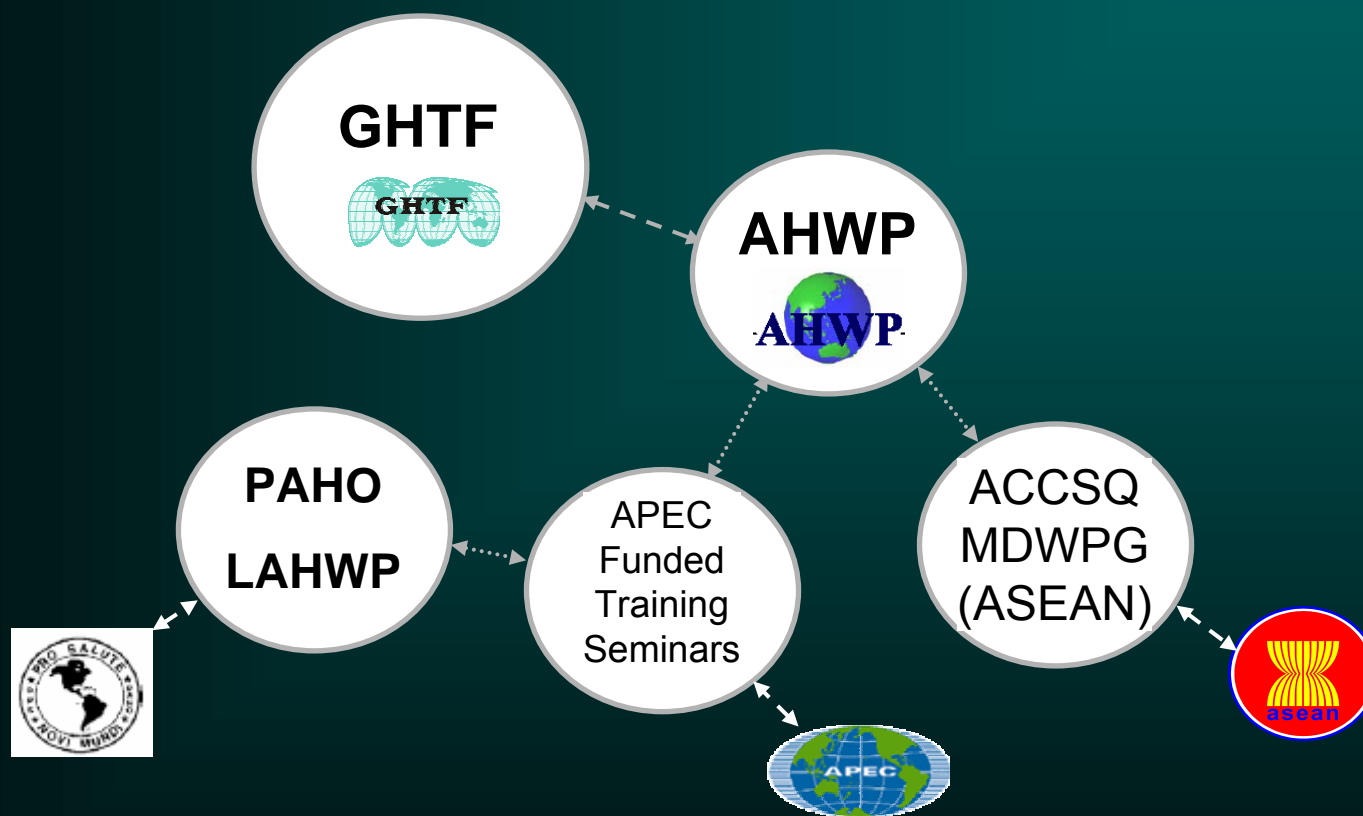 GHTF
GHTF
AHWP
-AHWP-
PAHO
LAHWP
APEC
Funded
Training
Seminars
ACCSQ
MDWPG
(ASEAN)
PRO SALUTE
NOVI MUNDI
APEC
asean